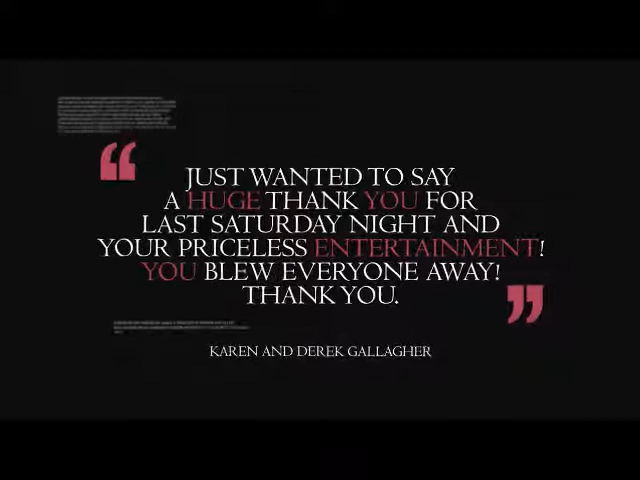 “
JUST WANTED TO SAY
A HUGE THANK YOU FOR
LAST SATURDAY NIGHT AND
YOUR PRICELESS ENTERTAINMENT!
YOU BLEW EVERYONE AWAY!
THANK YOU.
”
KAREN AND DEREK GALLAGHER